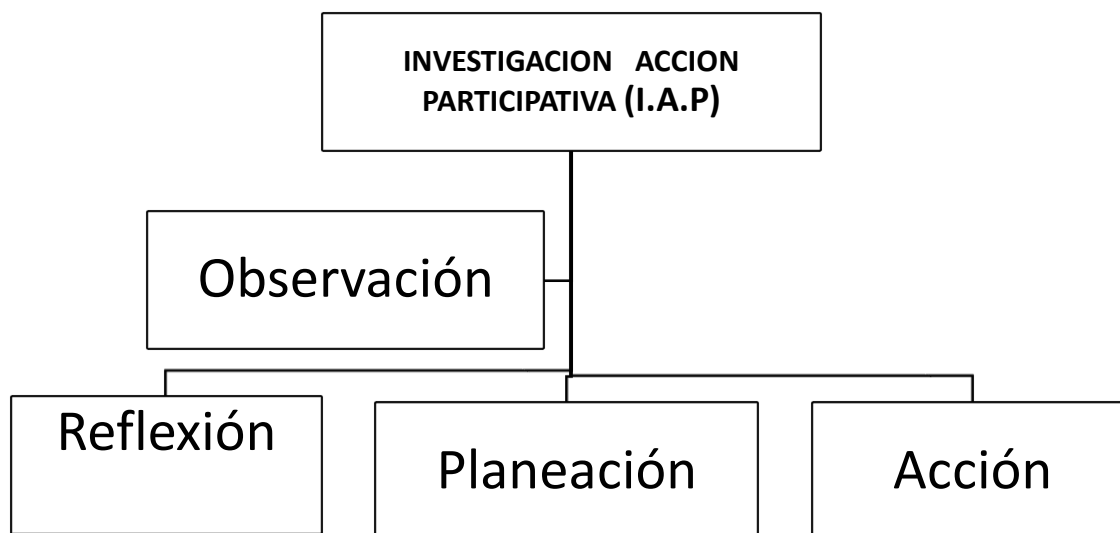 INVESTIGACION ACCION
PARTICIPATIVA (I.A.P)
Observación
Reflexión
Planeación
Acción